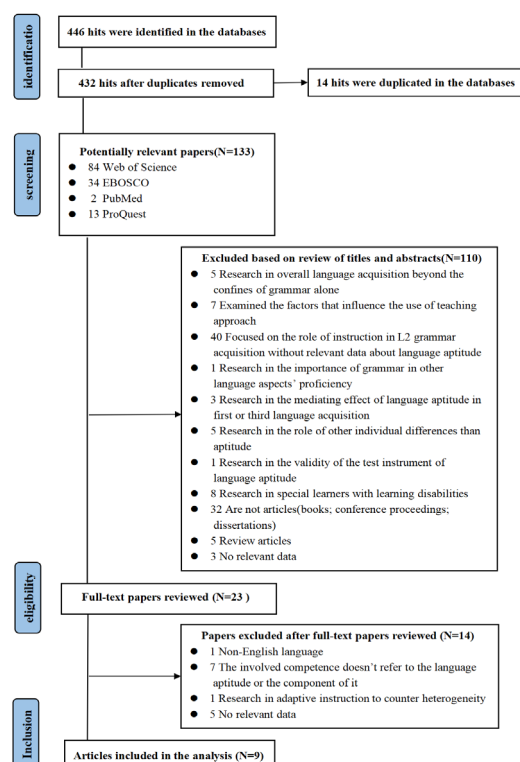 identificatio
446 hits were identified in the databases
432 hits after duplicates removed
14 hits were duplicated in the databases
screening
Potentially relevant papers(N=133)
● 84 Web of Science
● 34 EBOSCO
● 2 PubMed
● 13 ProQuest
Excluded based on review of titles and abstracts(N=110)
● 5 Research in overall language acquisition beyond the
confines of grammar alone
● 7 Examined the factors that influence the use of teaching
approach
● 40 Focused on the role of instruction in L2 grammar
acquisition without relevant data about language aptitude
● 1 Research in the importance of grammar in other
language aspects’ proficiency
● 3 Research in the mediating effect of language aptitude in
first or third language acquisition
● 5 Research in the role of other individual differences than
aptitude
● 1 Research in the validity of the test instrument of
language aptitude
● 8 Research in special learners with learning disabilities
● 32 Are not articles(books; conference proceedings;
dissertations)
● 5 Review articles
● 3 No relevant data
eligibility
Full-text papers reviewed (N=23 )
Papers excluded after full-text papers reviewed (N=14)
● 1 Non-English language
● 7 The involved competence doesn’t refer to the language
aptitude or the component of it
● 1 Research in adaptive instruction to counter heterogeneity
● 5 No relevant data
Inclusion
Articles included in the analysis (N=9)